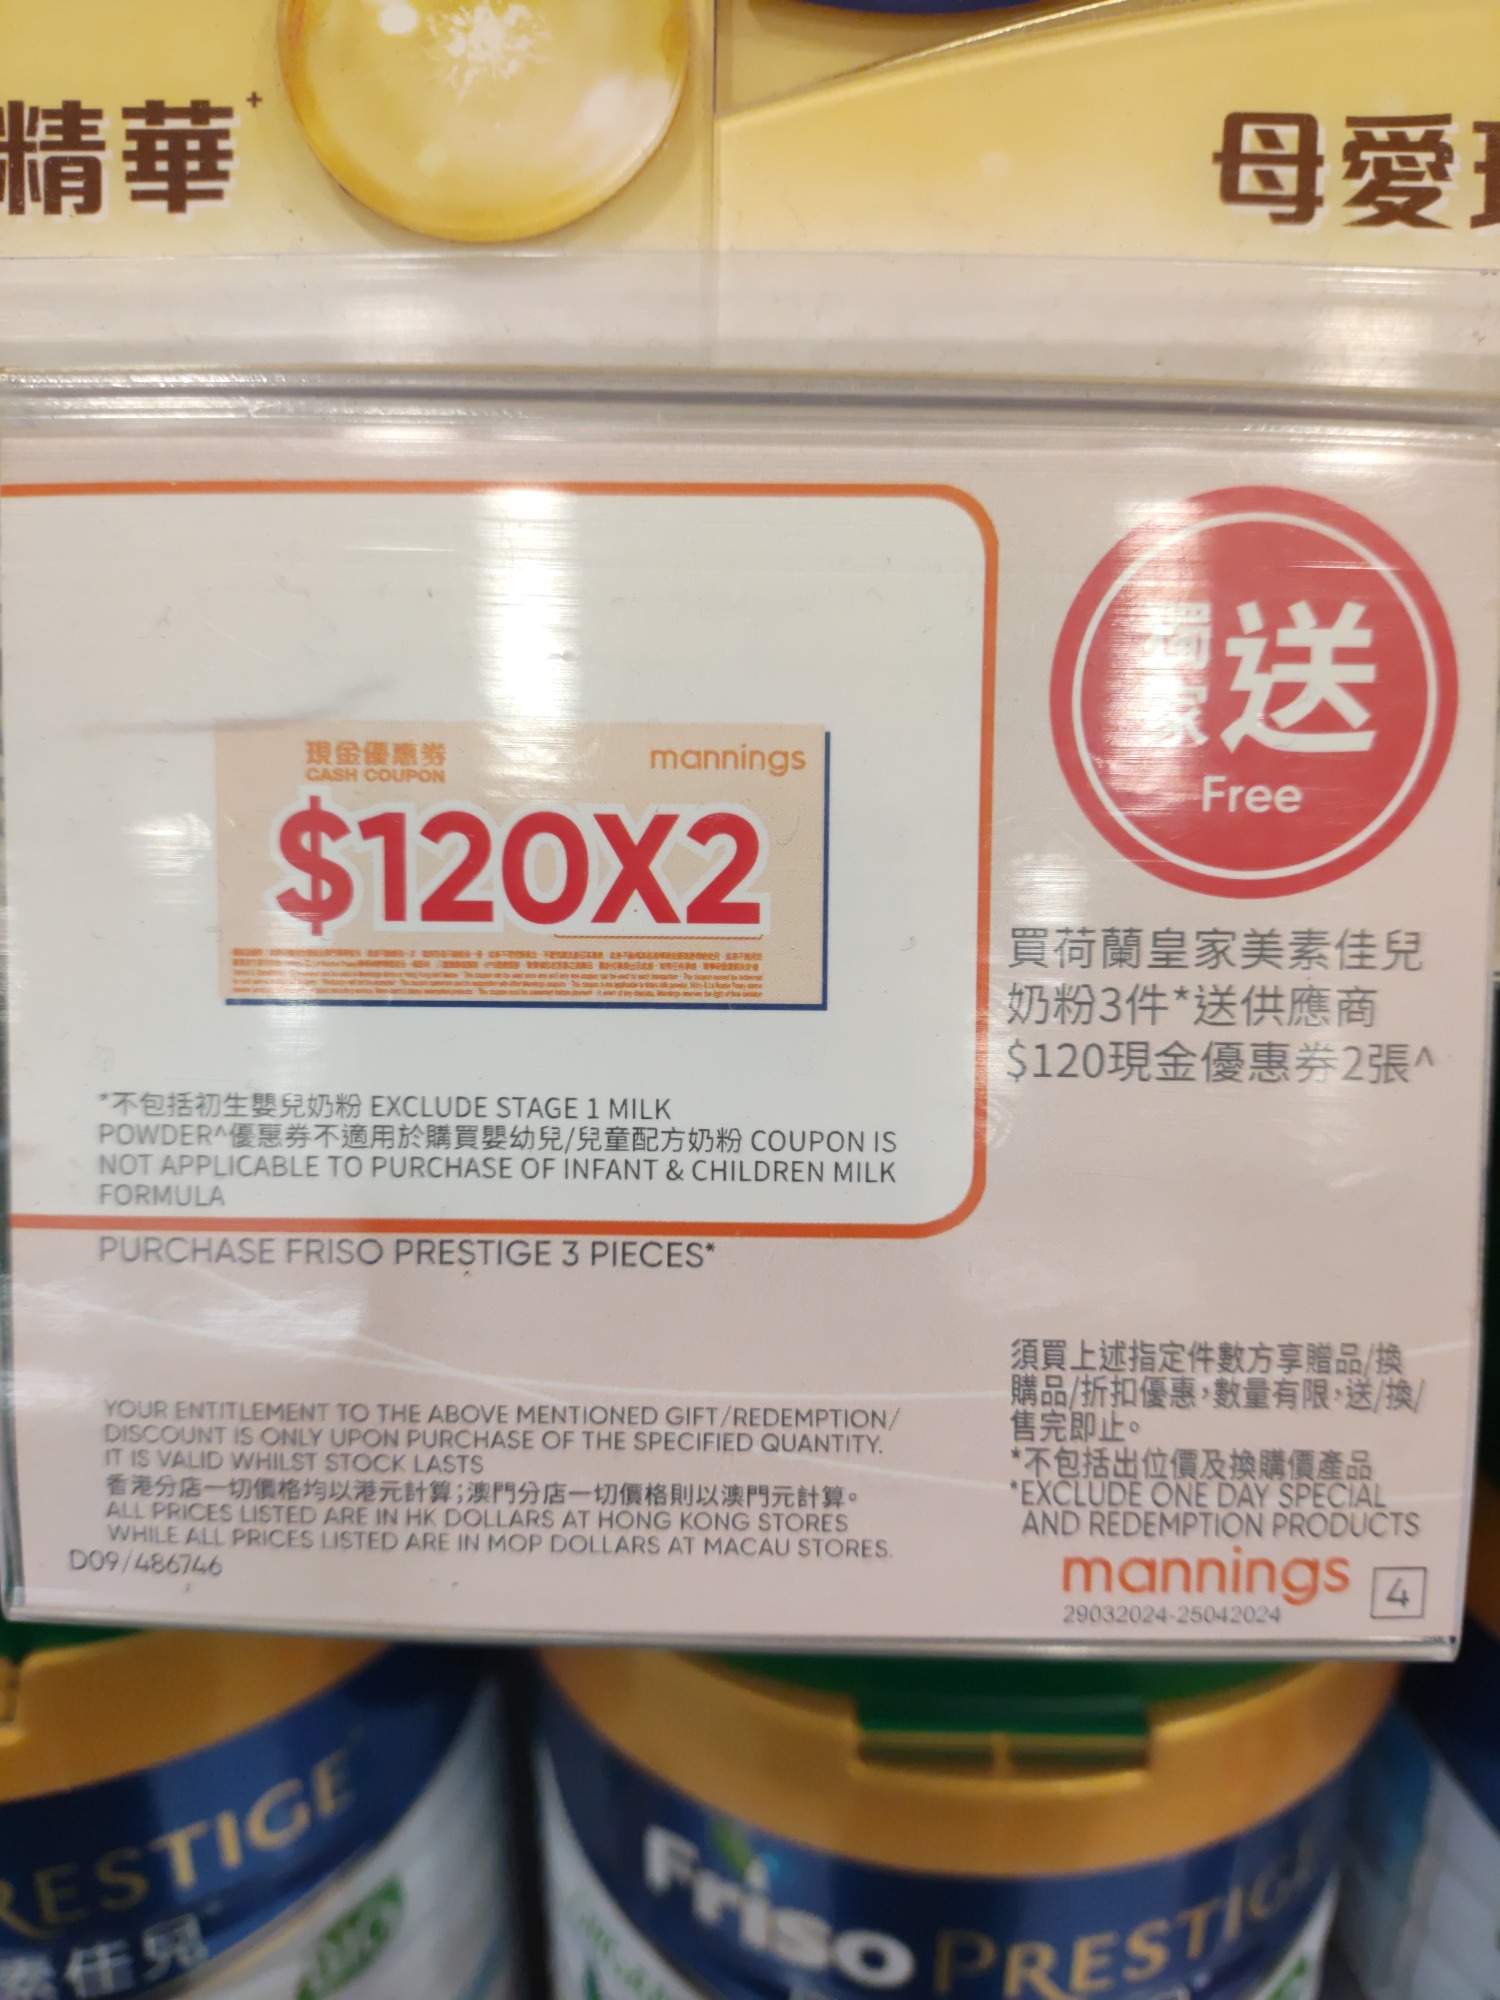 精華+
母愛
獨家
送
Free
現金優惠券
CASH COUPON
mannings
$120X2
買荷蘭皇家美素佳兒
奶粉3件*送供應商
$120現金優惠券2張^
*不包括初生嬰兒奶粉 EXCLUDE STAGE 1 MILK
POWDER^優惠券不適用於購買嬰幼兒/兒童配方奶粉 COUPON IS
NOT APPLICABLE TO PURCHASE OF INFANT & CHILDREN MILK
FORMULA
PURCHASE FRISO PRESTIGE 3 PIECES*
須買上述指定件數方享贈品/換
購品/折扣優惠，數量有限，送/換/
售完即止。
*不包括出位價及換購價產品
*EXCLUDE ONE DAY SPECIAL
AND REDEMPTION PRODUCTS
YOUR ENTITLEMENT TO THE ABOVE MENTIONED GIFT/REDEMPTION/
DISCOUNT IS ONLY UPON PURCHASE OF THE SPECIFIED QUANTITY.
IT IS VALID WHILST STOCK LASTS
香港分店一切價格均以港元計算；澳門分店一切價格則以澳門元計算。
ALL PRICES LISTED ARE IN HK DOLLARS AT HONG KONG STORES
WHILE ALL PRICES LISTED ARE IN MOP DOLLARS AT MACAU STORES.
D09/486746
mannings 4
29032024-25042024
RESTIGE
素佳兒
Friso PRESTIG